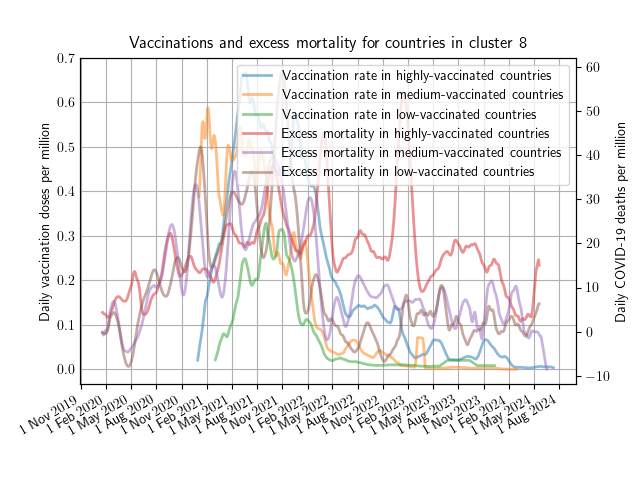 Vaccinations and excess mortality for countries in cluster 8
Vaccination rate in highly-vaccinated countries
Vaccination rate in medium-vaccinated countries
Vaccination rate in low-vaccinated countries
Excess mortality in highly-vaccinated countries
Excess mortality in medium-vaccinated countries
Excess mortality in low-vaccinated countries
Daily vaccination doses per million
0.7
0.6
0.5
0.4
0.3
0.2
0.1
0.0
Daily COVID-19 deaths per million
60
50
40
30
20
10
0
−10
1 Nov 2019
1 Feb 2020
1 May 2020
1 Aug 2020
1 Nov 2020
1 Feb 2021
1 May 2021
1 Aug 2021
1 Nov 2021
1 Feb 2022
1 May 2022
1 Aug 2022
1 Nov 2022
1 Feb 2023
1 May 2023
1 Aug 2023
1 Nov 2023
1 Feb 2024
1 May 2024
1 Aug 2024